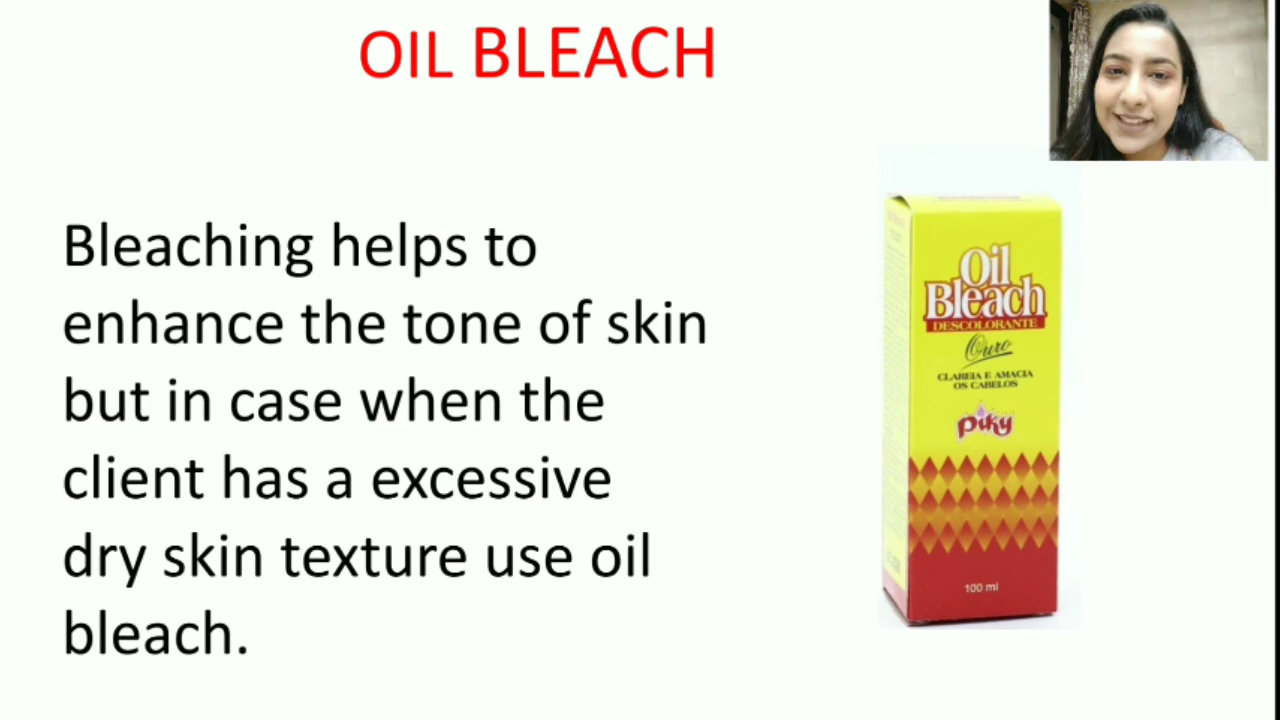 OIL BLEACH
Bleaching helps to
enhance the tone of skin
but in case when the
client has a excessive
dry skin texture use oil
bleach.
Oil
Bleach
DESCOLORANTE
Ouro
CLAREIA E AMACIA
OS CABELOS
piky
100 ml